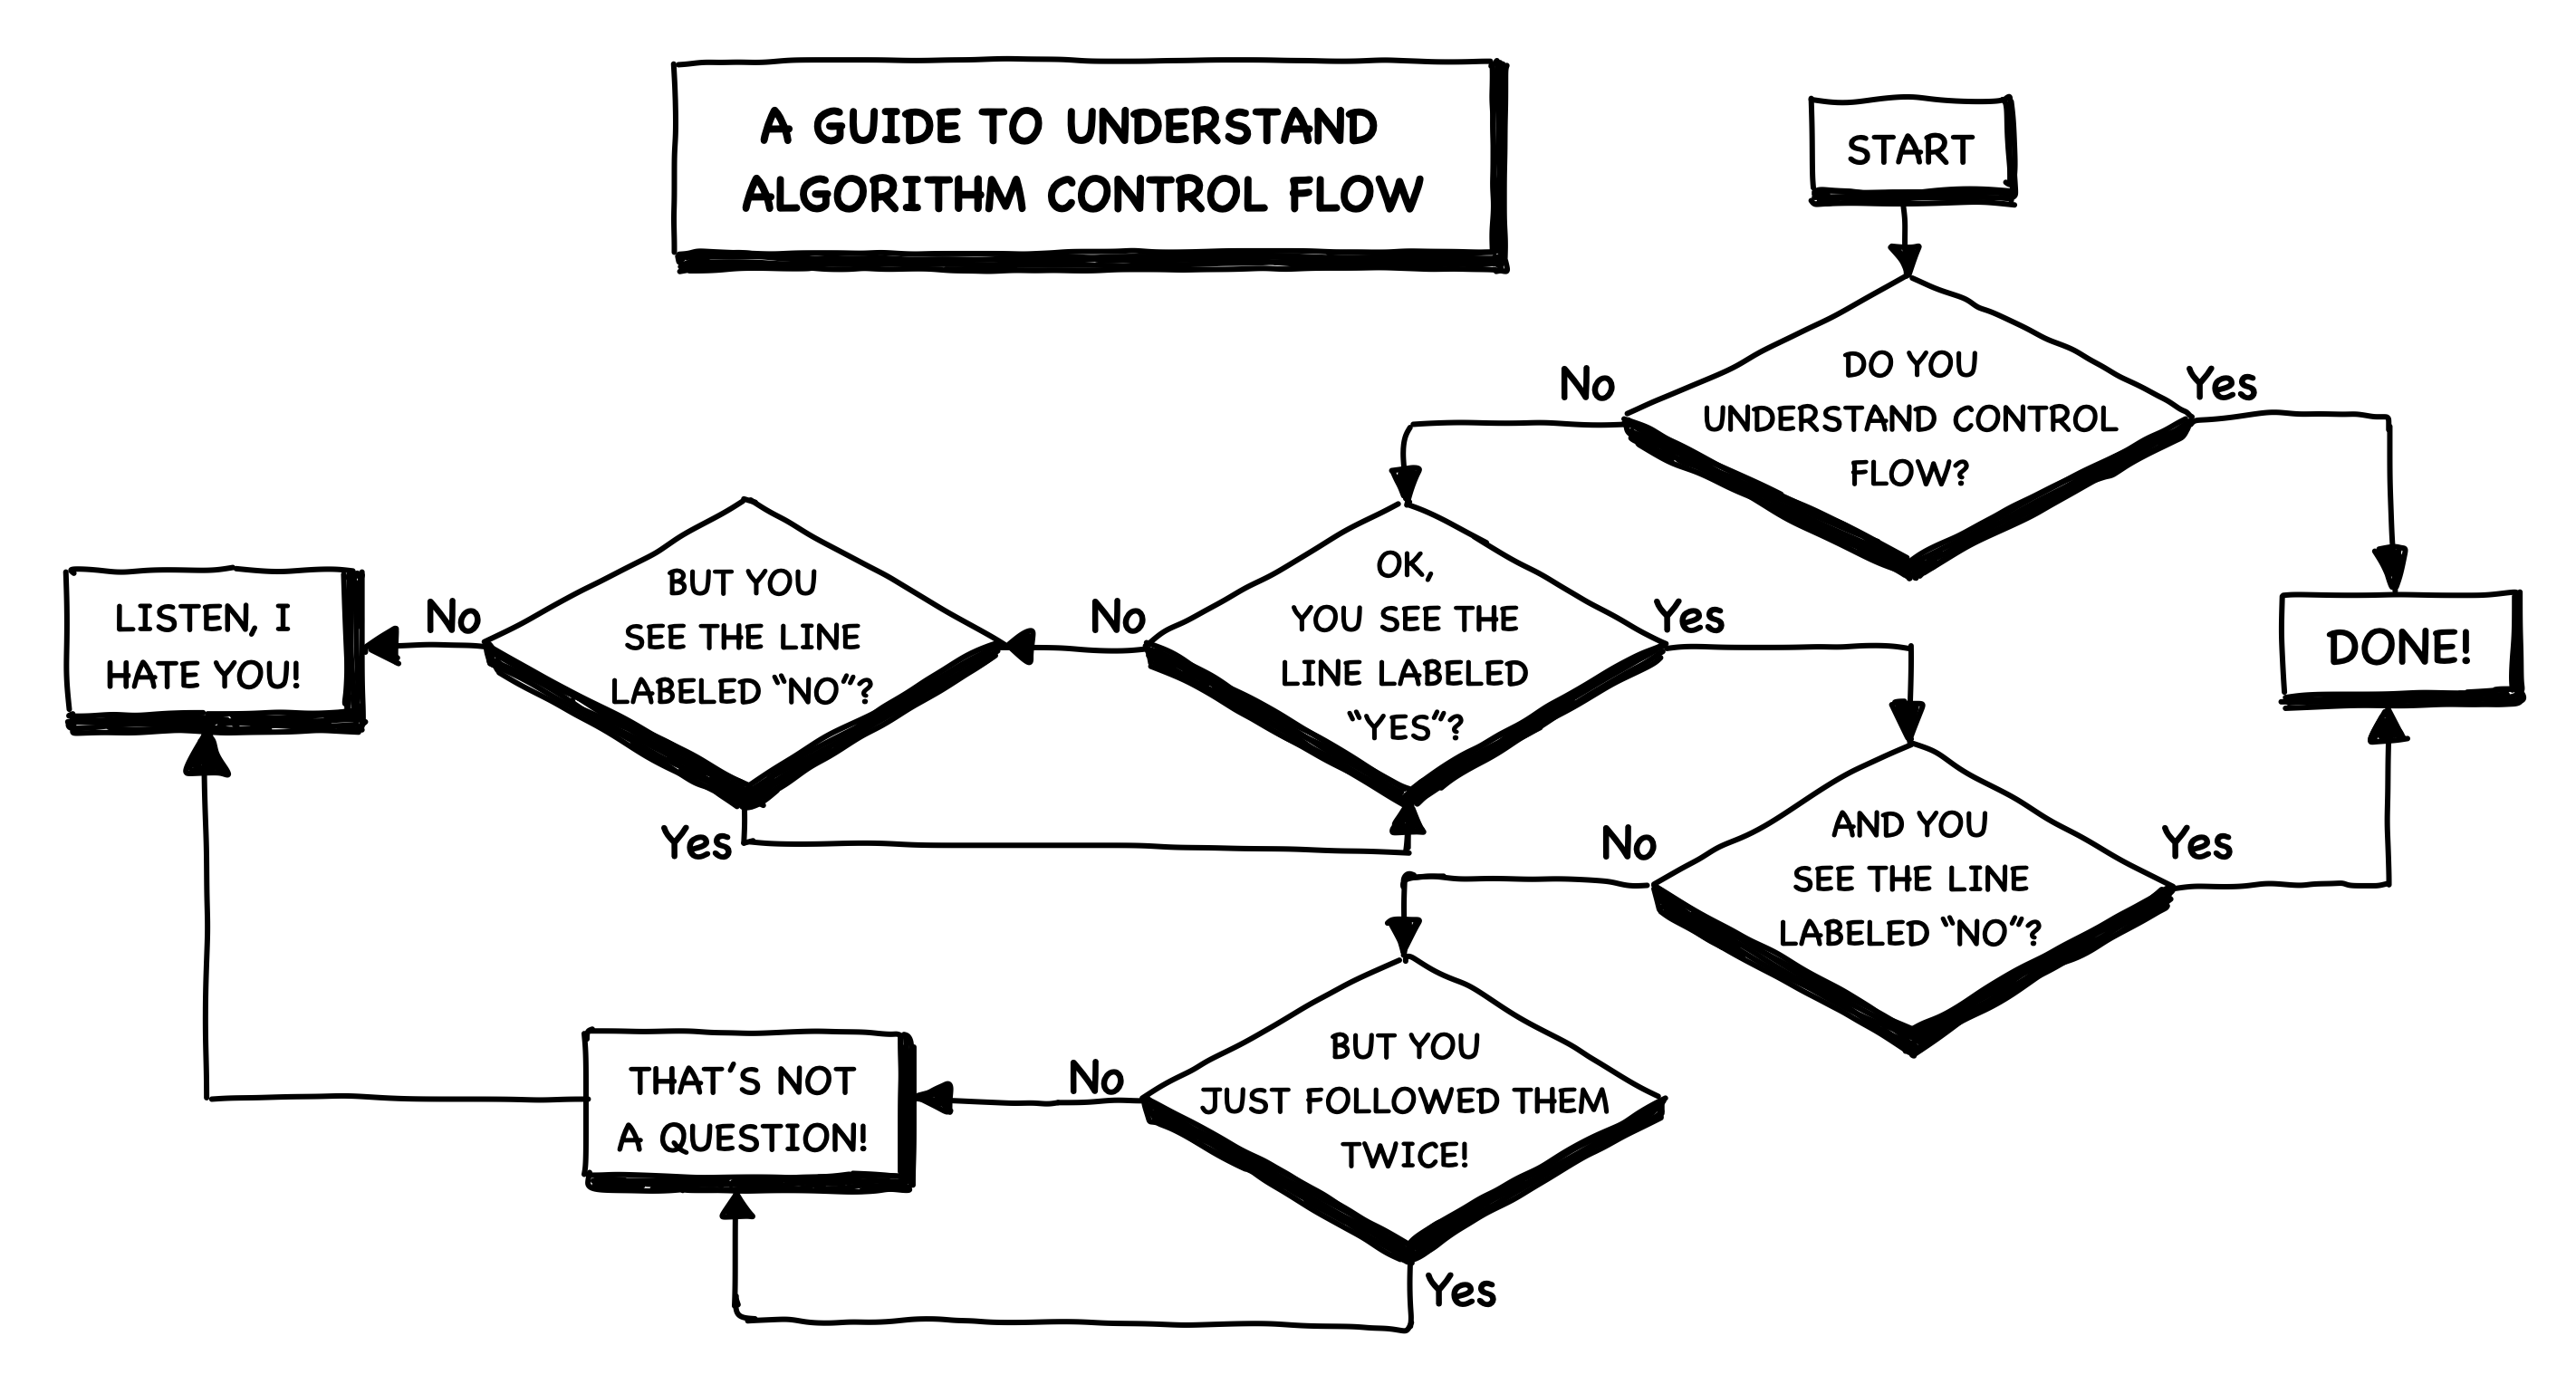 A GUIDE TO UNDERSTAND
ALGORITHM CONTROL FLOW
START
DO YOU
UNDERSTAND CONTROL
FLOW?
No
Yes
OK,
YOU SEE THE
LINE LABELED
“YES”?
No
Yes
BUT YOU
SEE THE LINE
LABELED “NO”?
No
Yes
LISTEN, I
HATE YOU!
DONE!
AND YOU
SEE THE LINE
LABELED “NO”?
No
Yes
BUT YOU
JUST FOLLOWED THEM
TWICE!
No
Yes
THAT'S NOT
A QUESTION!